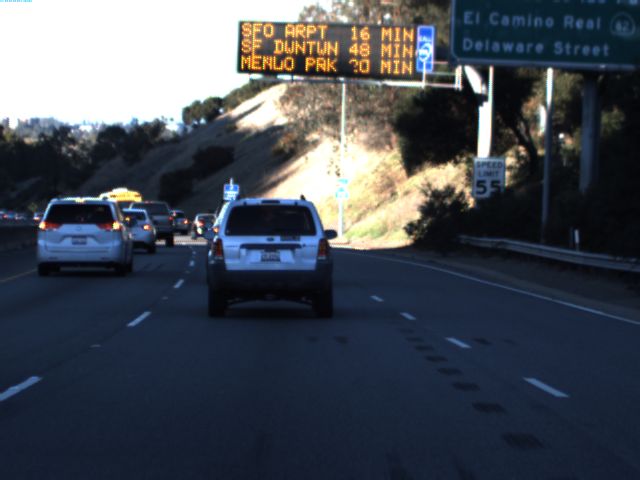 SFO ARPT 16 MIN
SF DWNTWN 48 MIN
MENLO PRK 20 MIN
El Camino Real 82
Delaware Street
SPEED
LIMIT
55